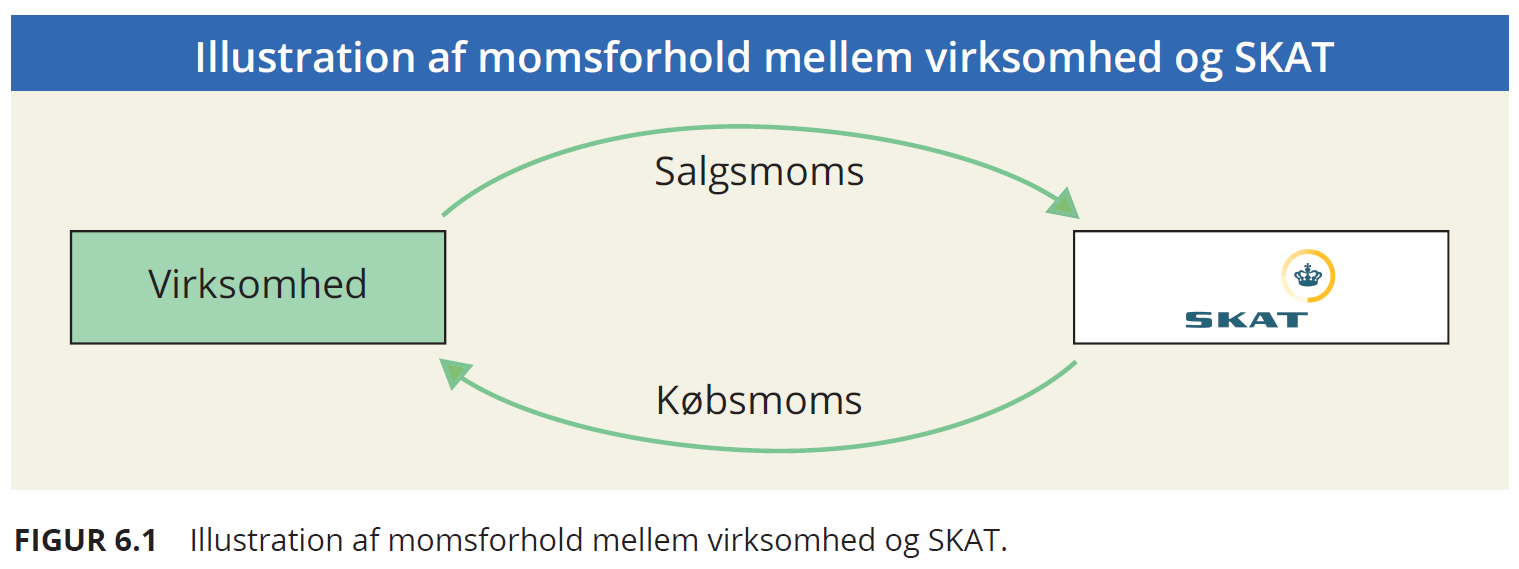 Illustration af momsforhold mellem virksomhed og SKAT
Salgsmoms
Virksomhed
SKAT
Købsmoms
FIGUR 6.1 Illustration af momsforhold mellem virksomhed og SKAT.